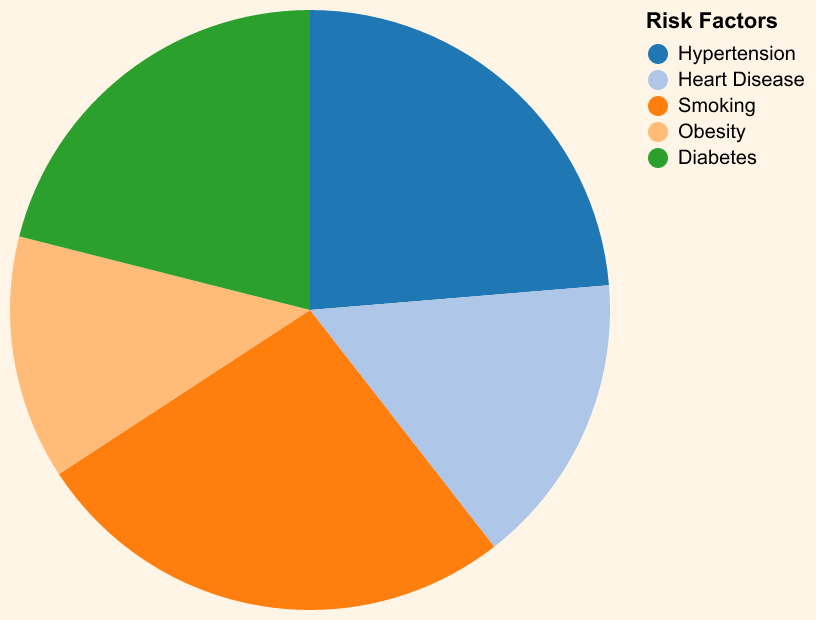 Risk Factors
Hypertension
Heart Disease
Smoking
Obesity
Diabetes